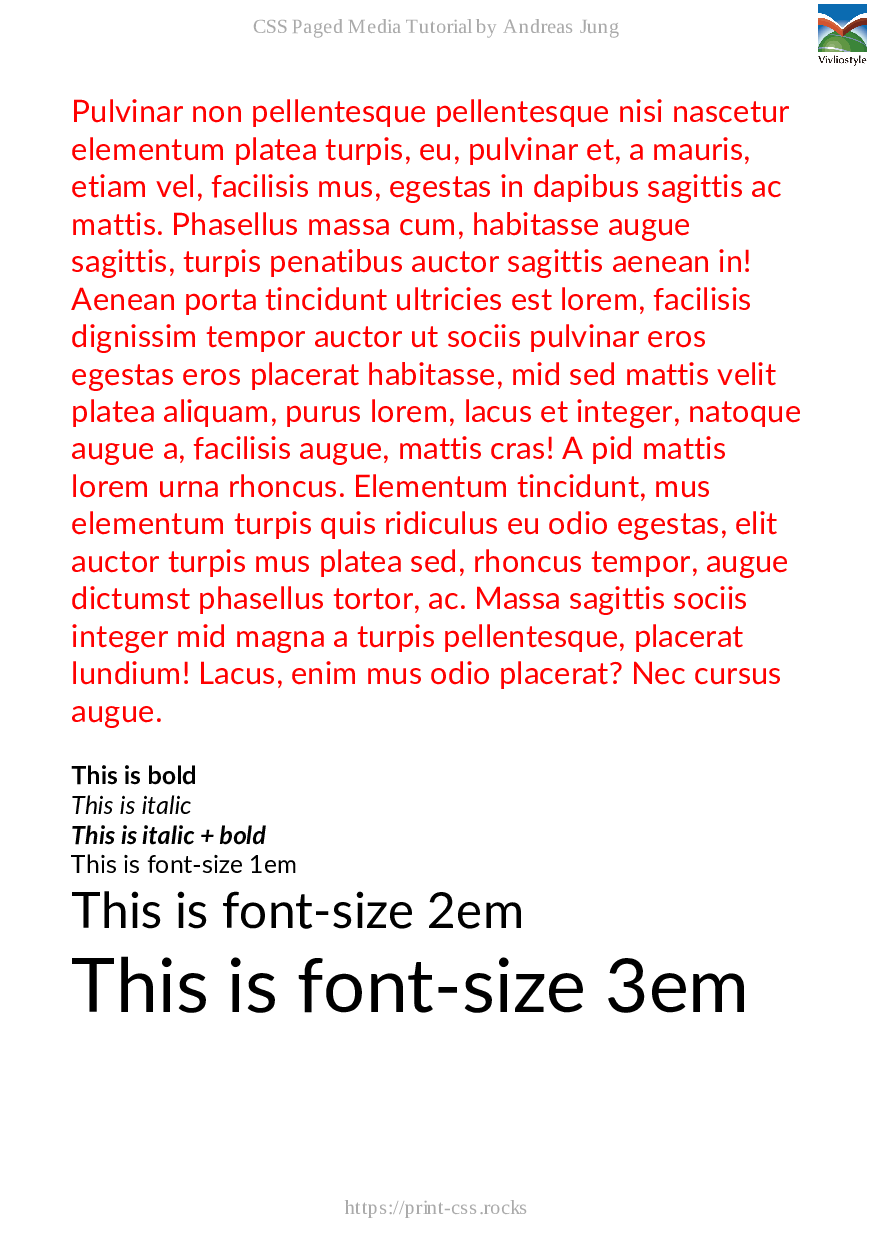 CSS Paged Media Tutorial by Andreas Jung
Vivliostyle
Pulvinar non pellentesque pellentesque nisi nascetur
elementum platea turpis, eu, pulvinar et, a mauris,
etiam vel, facilisis mus, egestas in dapibus sagittis ac
mattis. Phasellus massa cum, habitasse augue
sagittis, turpis penatibus auctor sagittis aenean in!
Aenean porta tincidunt ultricies est lorem, facilisis
dignissim tempor auctor ut sociis pulvinar eros
egestas eros placerat habitasse, mid sed mattis velit
platea aliquam, purus lorem, lacus et integer, natoque
augue a, facilisis augue, mattis cras! A pid mattis
lorem urna rhoncus. Elementum tincidunt, mus
elementum turpis quis ridiculus eu odio egestas, elit
auctor turpis mus platea sed, rhoncus tempor, augue
dictumst phasellus tortor, ac. Massa sagittis sociis
integer mid magna a turpis pellentesque, placerat
lundium! Lacus, enim mus odio placerat? Nec cursus
augue.
This is bold
This is italic
This is italic + bold
This is font-size 1em
This is font-size 2em
This is font-size 3em
https://print-css.rocks